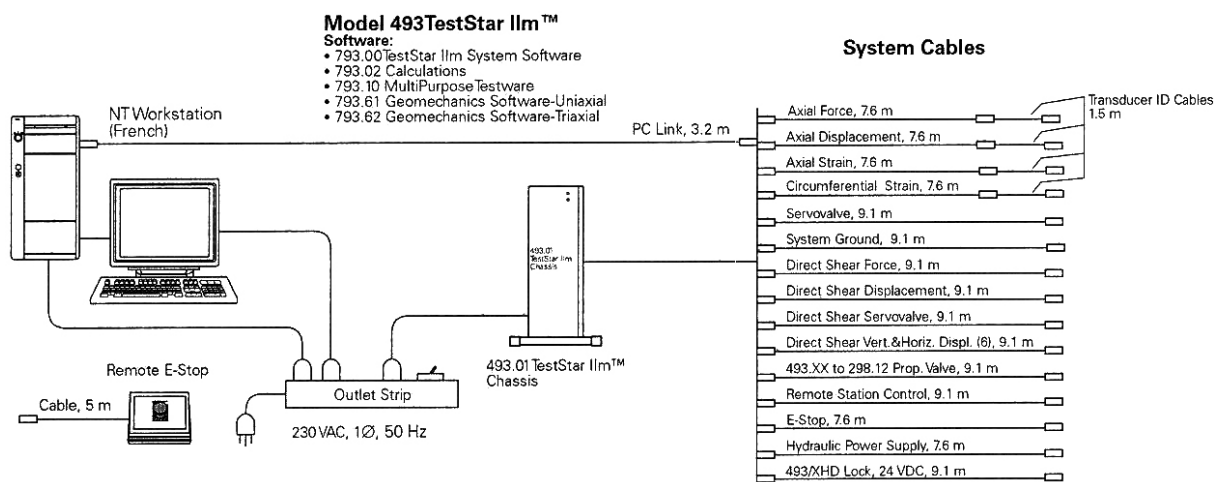 Model 493TestStar IIm™
Software:
• 793.00TestStar IIm System Software
• 793.02 Calculations
• 793.10 MultiPurposeTestware
• 793.61 Geomechanics Software-Uniaxial
• 793.62 Geomechanics Software-Triaxial
System Cables
NT Workstation
(French)
PC Link, 3.2 m
Transducer ID Cables
1.5 m
Axial Force, 7.6 m
Axial Displacement, 7.6 m
Axial Strain, 7.6 m
Circumferential Strain, 7.6 m
Servovalve, 9.1 m
System Ground, 9.1 m
Direct Shear Force, 9.1 m
Direct Shear Displacement, 9.1 m
Direct Shear Servovalve, 9.1 m
Direct Shear Vert.&Horiz. Displ. (6), 9.1 m
493.XX to 298.12 Prop. Valve, 9.1 m
Remote Station Control, 9.1 m
E-Stop, 7.6 m
Hydraulic Power Supply, 7.6 m
493/XHD Lock, 24 VDC, 9.1 m
493.01
TestStar IIm
Chassis
493.01 TestStar IIm™
Chassis
Remote E-Stop
Cable, 5 m
Outlet Strip
230 VAC, 1Ø, 50 Hz